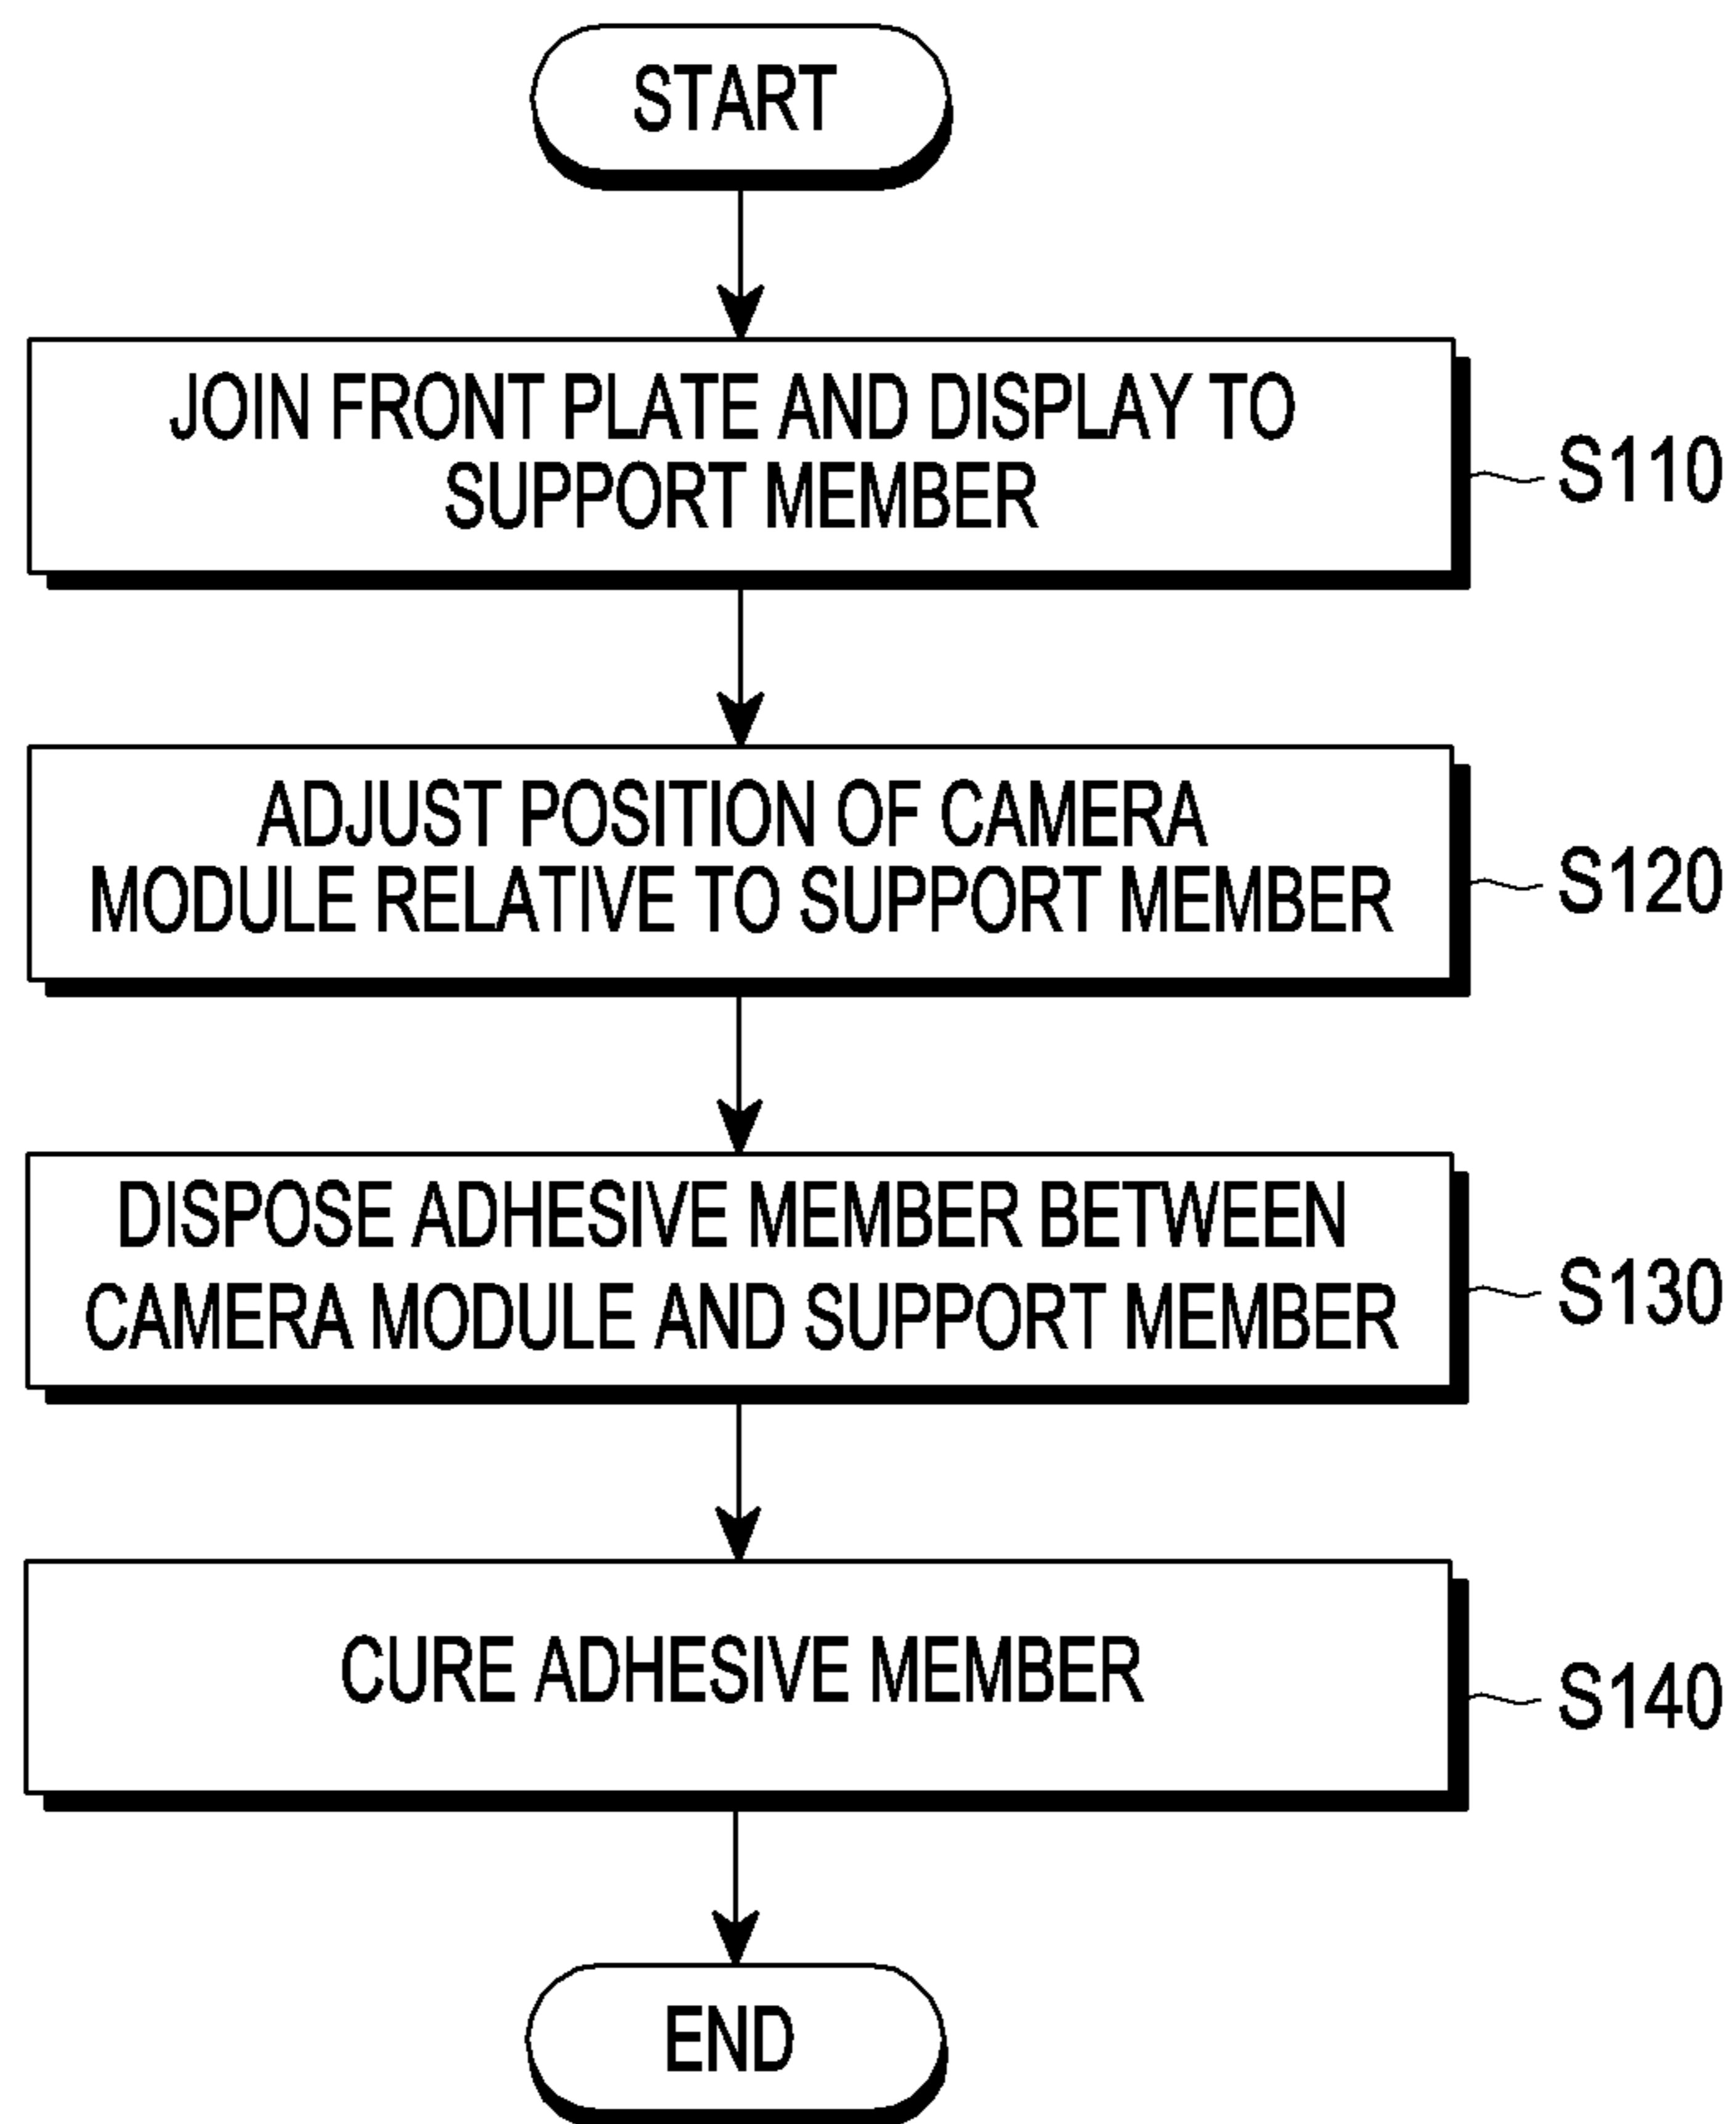 START
JOIN FRONT PLATE AND DISPLAY TO
SUPPORT MEMBER
S110
ADJUST POSITION OF CAMERA
MODULE RELATIVE TO SUPPORT MEMBER
S120
DISPOSE ADHESIVE MEMBER BETWEEN
CAMERA MODULE AND SUPPORT MEMBER
S130
CURE ADHESIVE MEMBER
S140
END